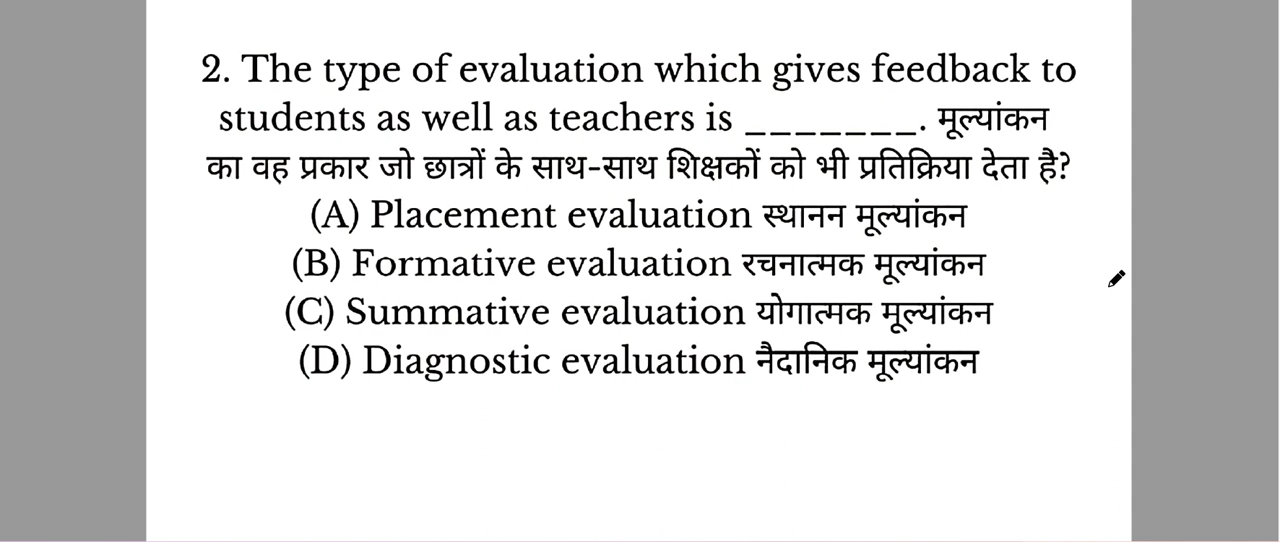 2. The type of evaluation which gives feedback to
students as well as teachers is _______. मूल्यांकन
का वह प्रकार जो छात्रों के साथ-साथ शिक्षकों को भी प्रतिक्रिया देता है?
(A) Placement evaluation स्थानन मूल्यांकन
(B) Formative evaluation रचनात्मक मूल्यांकन
(C) Summative evaluation योगात्मक मूल्यांकन
(D) Diagnostic evaluation नैदानिक मूल्यांकन